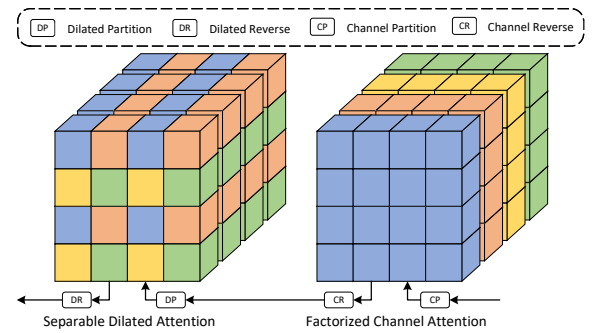 DP Dilated Partition DR Dilated Reverse CP Channel Partition CR Channel Reverse
DR DP CR CP
Separable Dilated Attention Factorized Channel Attention